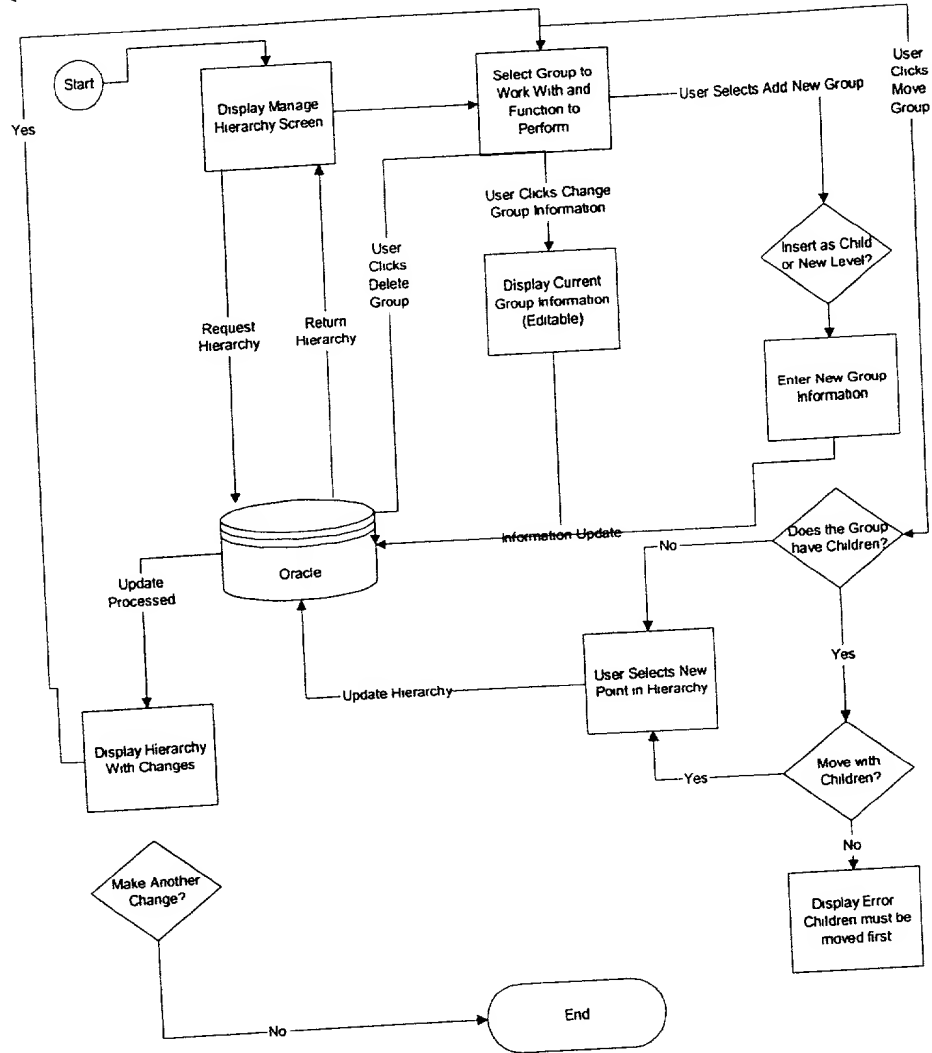 Start
Yes
Display Manage
Hierarchy Screen
Select Group to
Work With and
Function to
Perform
User Selects Add New Group
User
Clicks
Move
Group
User Clicks Change
Group Information
User
Clicks
Delete
Group
Insert as Child
or New Level?
Display Current
Group Information
(Editable)
Request
Hierarchy
Return
Hierarchy
Enter New Group
Information
Oracle
Information Update
Does the Group
have Children?
No
Update
Processed
Yes
User Selects New
Point in Hierarchy
Update Hierarchy
Display Hierarchy
With Changes
Move with
Children?
Yes
No
Make Another
Change?
Display Error
Children must be
moved first
End
No